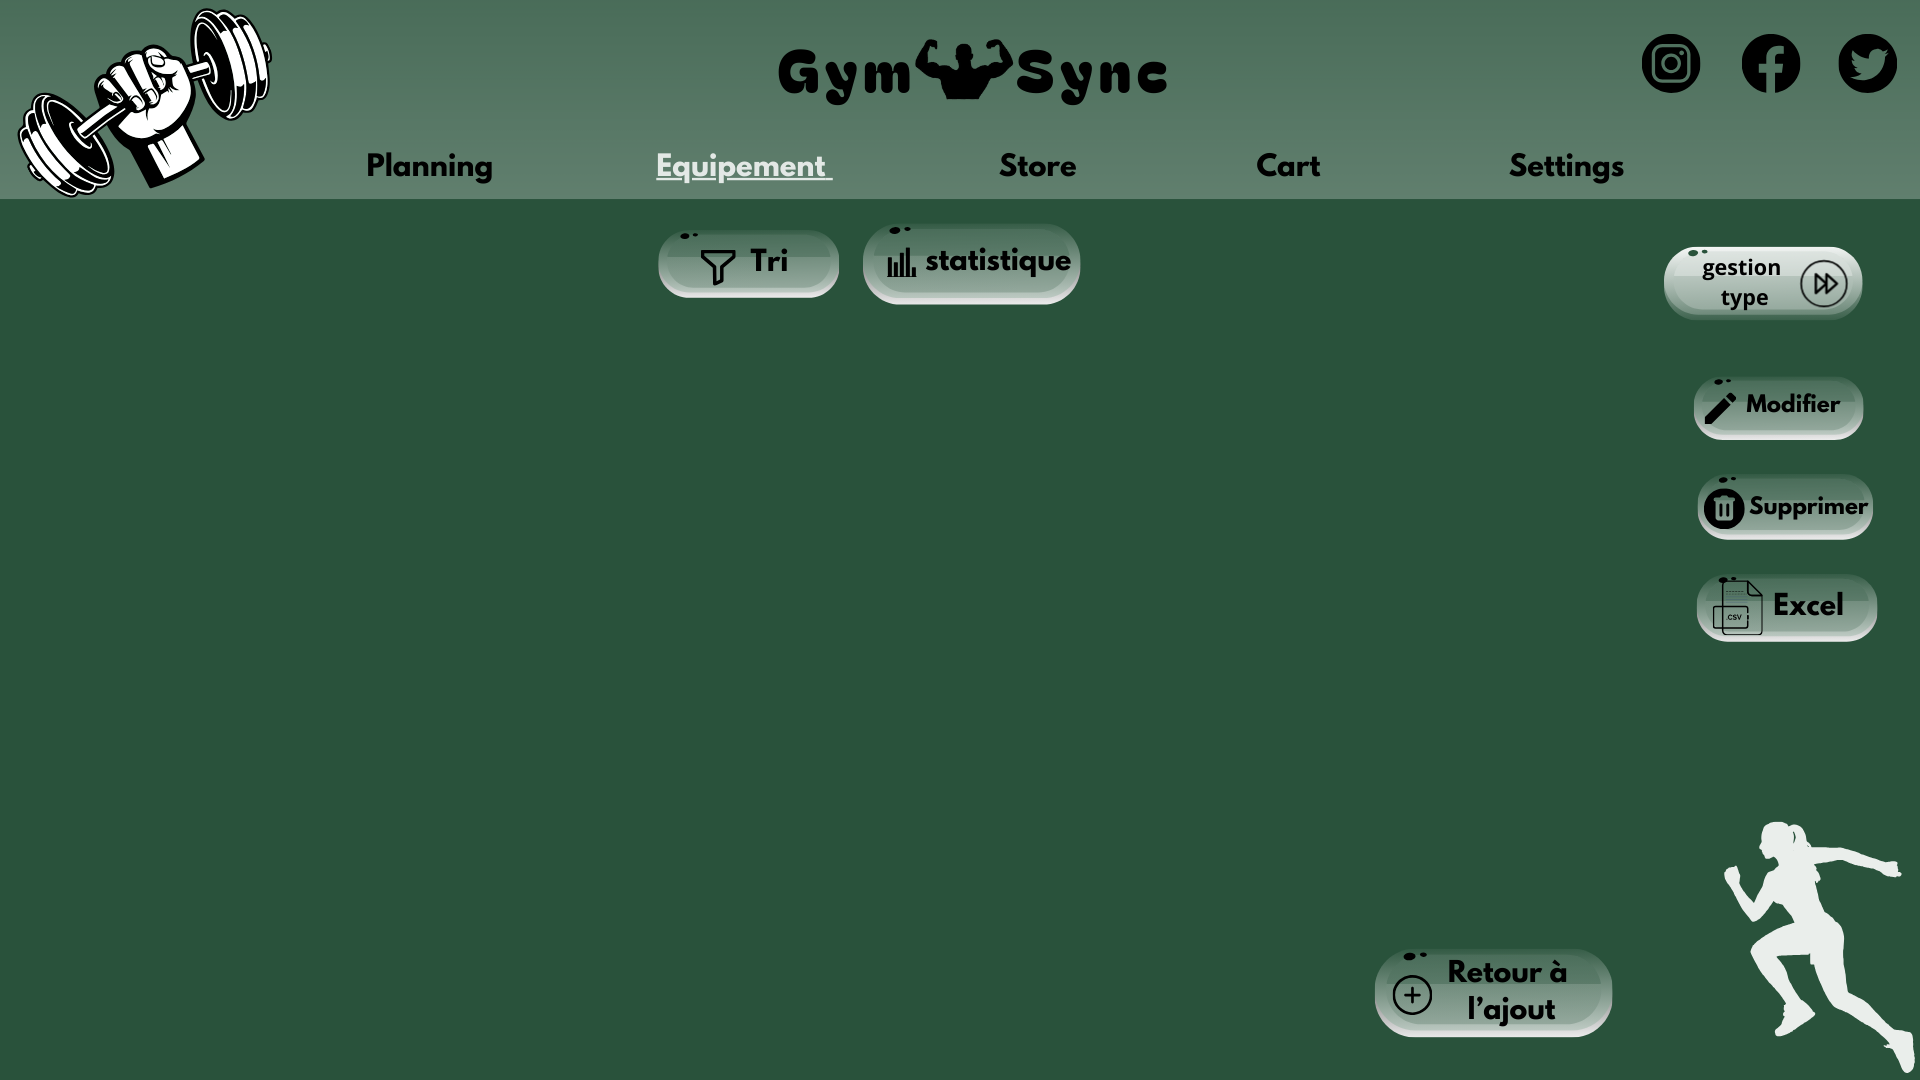 Gym Sync
Planning
Equipement
Store
Cart
Settings
Tri
statistique
gestion
type
Modifier
Supprimer
CSV
Excel
Retour à
l’ajout